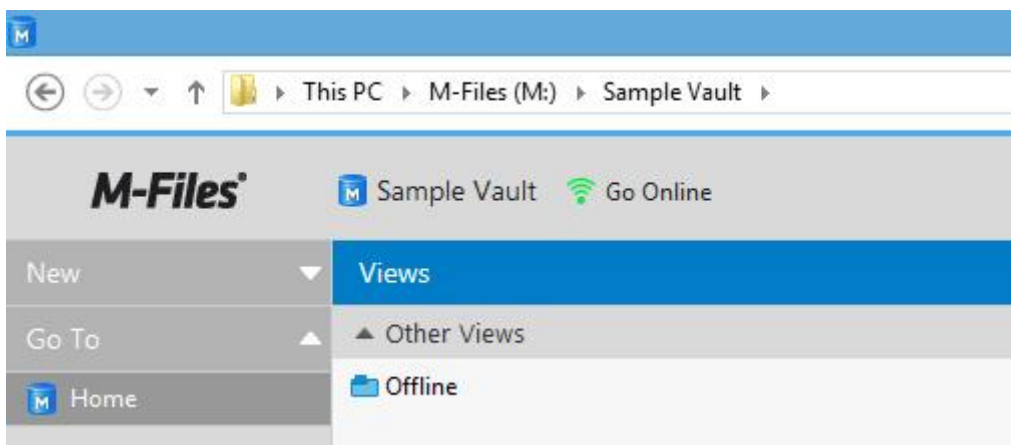 This PC M-Files (M:) Sample Vault
M-Files® Sample Vault Go Online
New Views
Go To Other Views
Home Offline